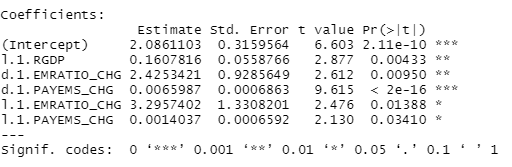 Coefficients:
Estimate Std. Error t value Pr(>|t|)
(Intercept) 2.0861103 0.3159564 6.603 2.11e-10 ***
l.1.RGDP 0.1607816 0.0558766 2.877 0.00433 **
d.1.EMRATIO_CHG 2.4253421 0.9285649 2.612 0.00950 **
d.1.PAYEMS_CHG 0.0065987 0.0006863 9.615 < 2e-16 ***
l.1.EMRATIO_CHG 3.2957402 1.3308201 2.476 0.01388 *
l.1.PAYEMS_CHG 0.0014037 0.0006592 2.130 0.03410 *
---
Signif. codes: 0 ‘***’ 0.001 ‘**’ 0.01 ‘*’ 0.05 ‘.’ 0.1 ‘ ’ 1